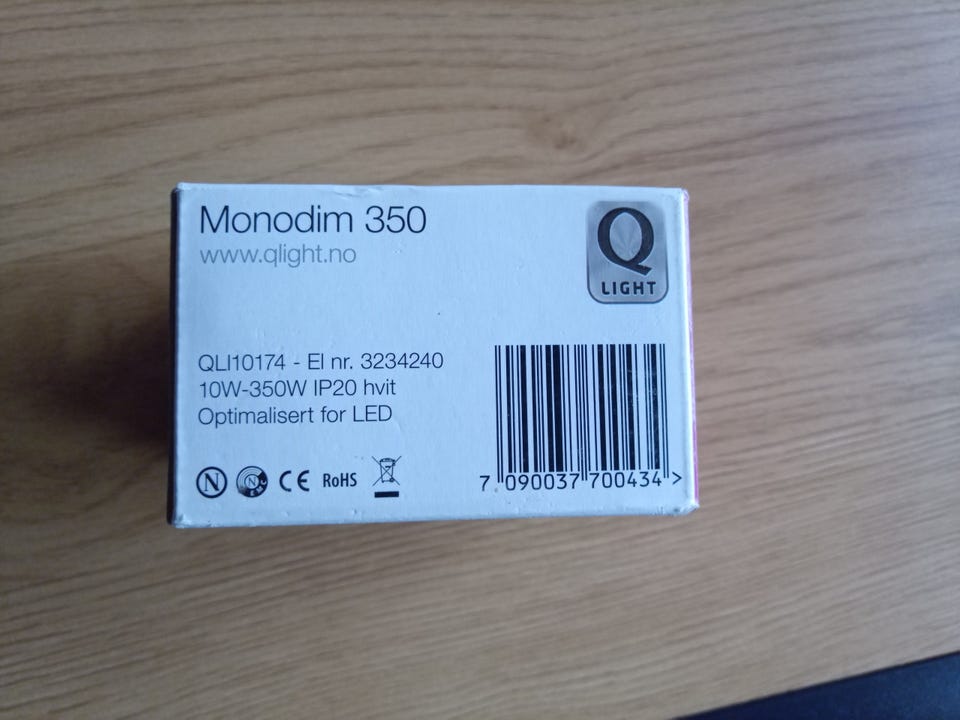 Monodim 350
www.qlight.no
Q
LIGHT
QLI10174 - El nr. 3234240
10W-350W IP20 hvit
Optimalisert for LED
N
N
CE RoHS
7 090037 700434 >